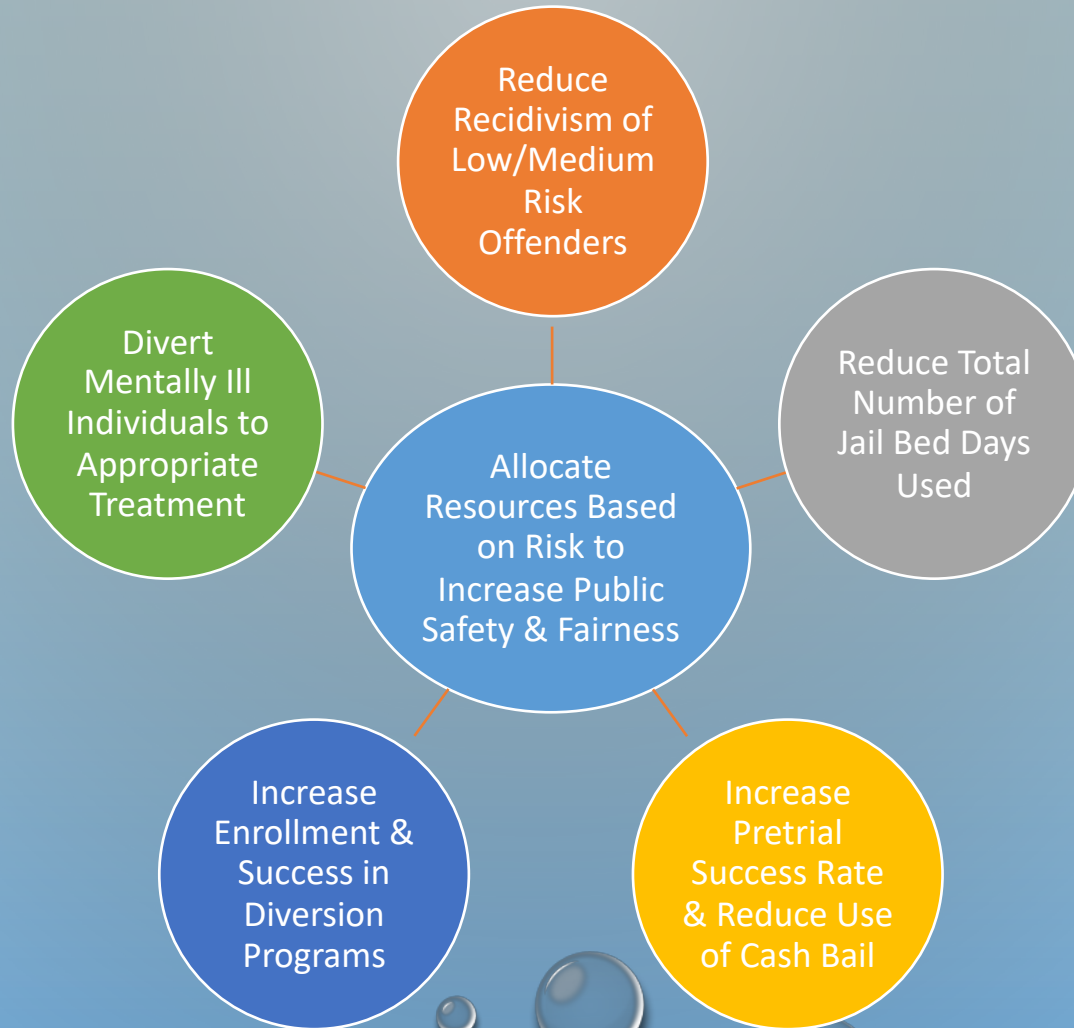 Reduce
Recidivism of
Low/Medium
Risk
Offenders
Divert
Mentally Ill
Individuals to
Appropriate
Treatment
Reduce Total
Number of
Jail Bed Days
Used
Allocate
Resources Based
on Risk to
Increase Public
Safety & Fairness
Increase
Enrollment &
Success in
Diversion
Programs
Increase
Pretrial
Success Rate
& Reduce Use
of Cash Bail